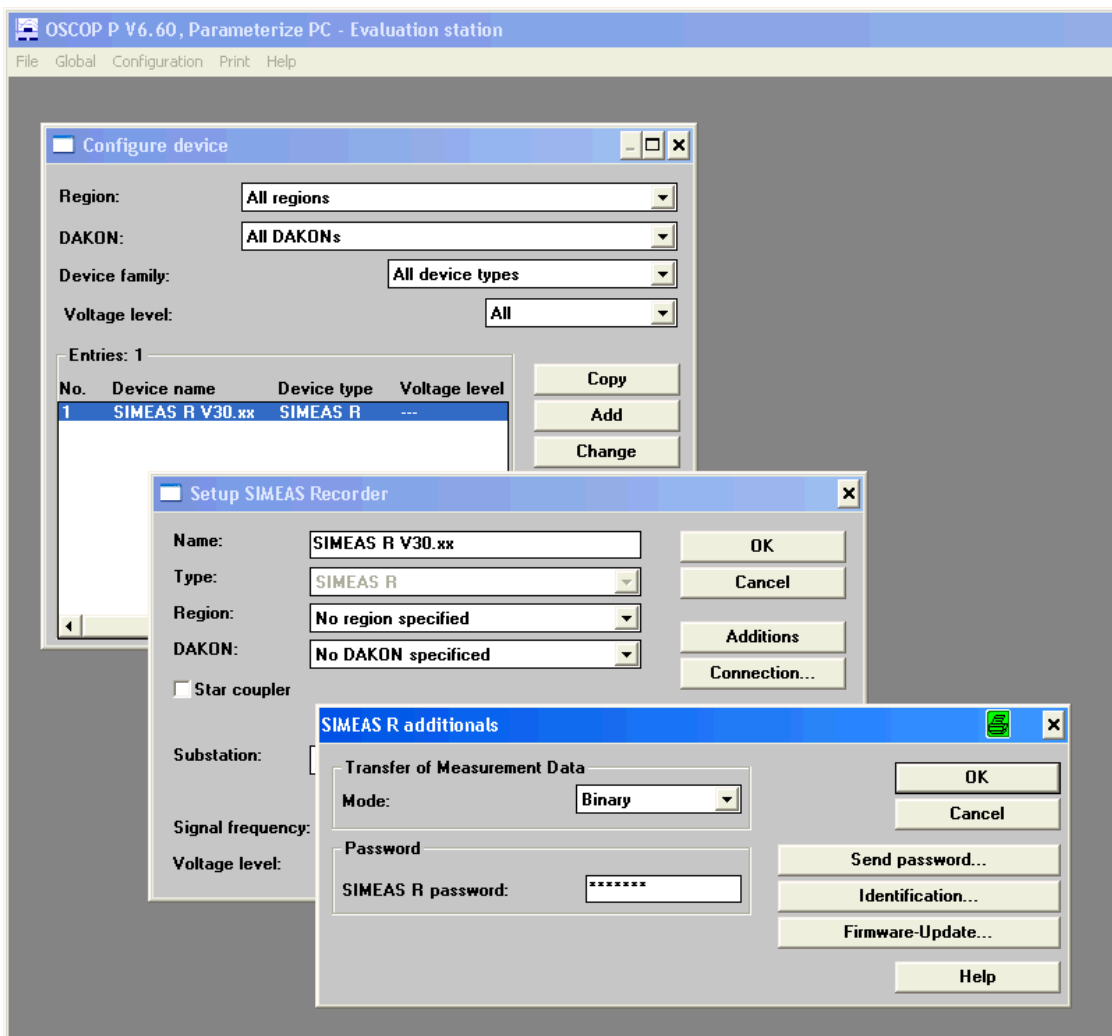 OSCOP P V6.60, Parameterize PC - Evaluation station
File Global Configuration Print Help
Configure device
Region: All regions
DAKON: All DAKONs
Device family: All device types
Voltage level: All
Entries: 1
No. Device name Device type Voltage level
1 SIMEAS R V30.xx SIMEAS R ---
Copy
Add
Change
Setup SIMEAS Recorder
Name: SIMEAS R V30.xx
Type: SIMEAS R
Region: No region specified
DAKON: No DAKON specificed
Star coupler
Substation:
Signal frequency:
Voltage level:
OK
Cancel
Additions
Connection...
SIMEAS R additionals
Transfer of Measurement Data
Mode: Binary
Password
SIMEAS R password: *******
OK
Cancel
Send password...
Identification...
Firmware-Update...
Help